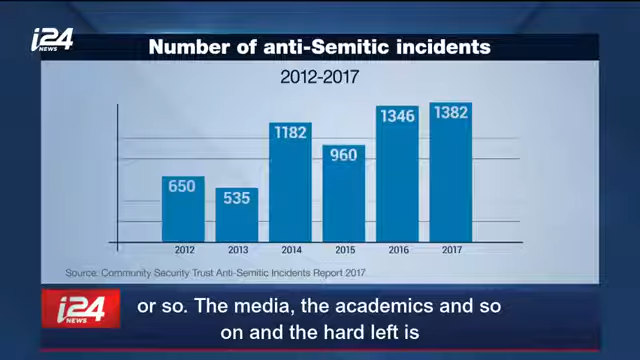 i24
NEWS
Number of anti-Semitic incidents
2012-2017
650
535
1182
960
1346
1382
2012
2013
2014
2015
2016
2017
Source: Community Security Trust Anti-Semitic Incidents Report 2017
i24
NEWS
or so. The media, the academics and so
on and the hard left is